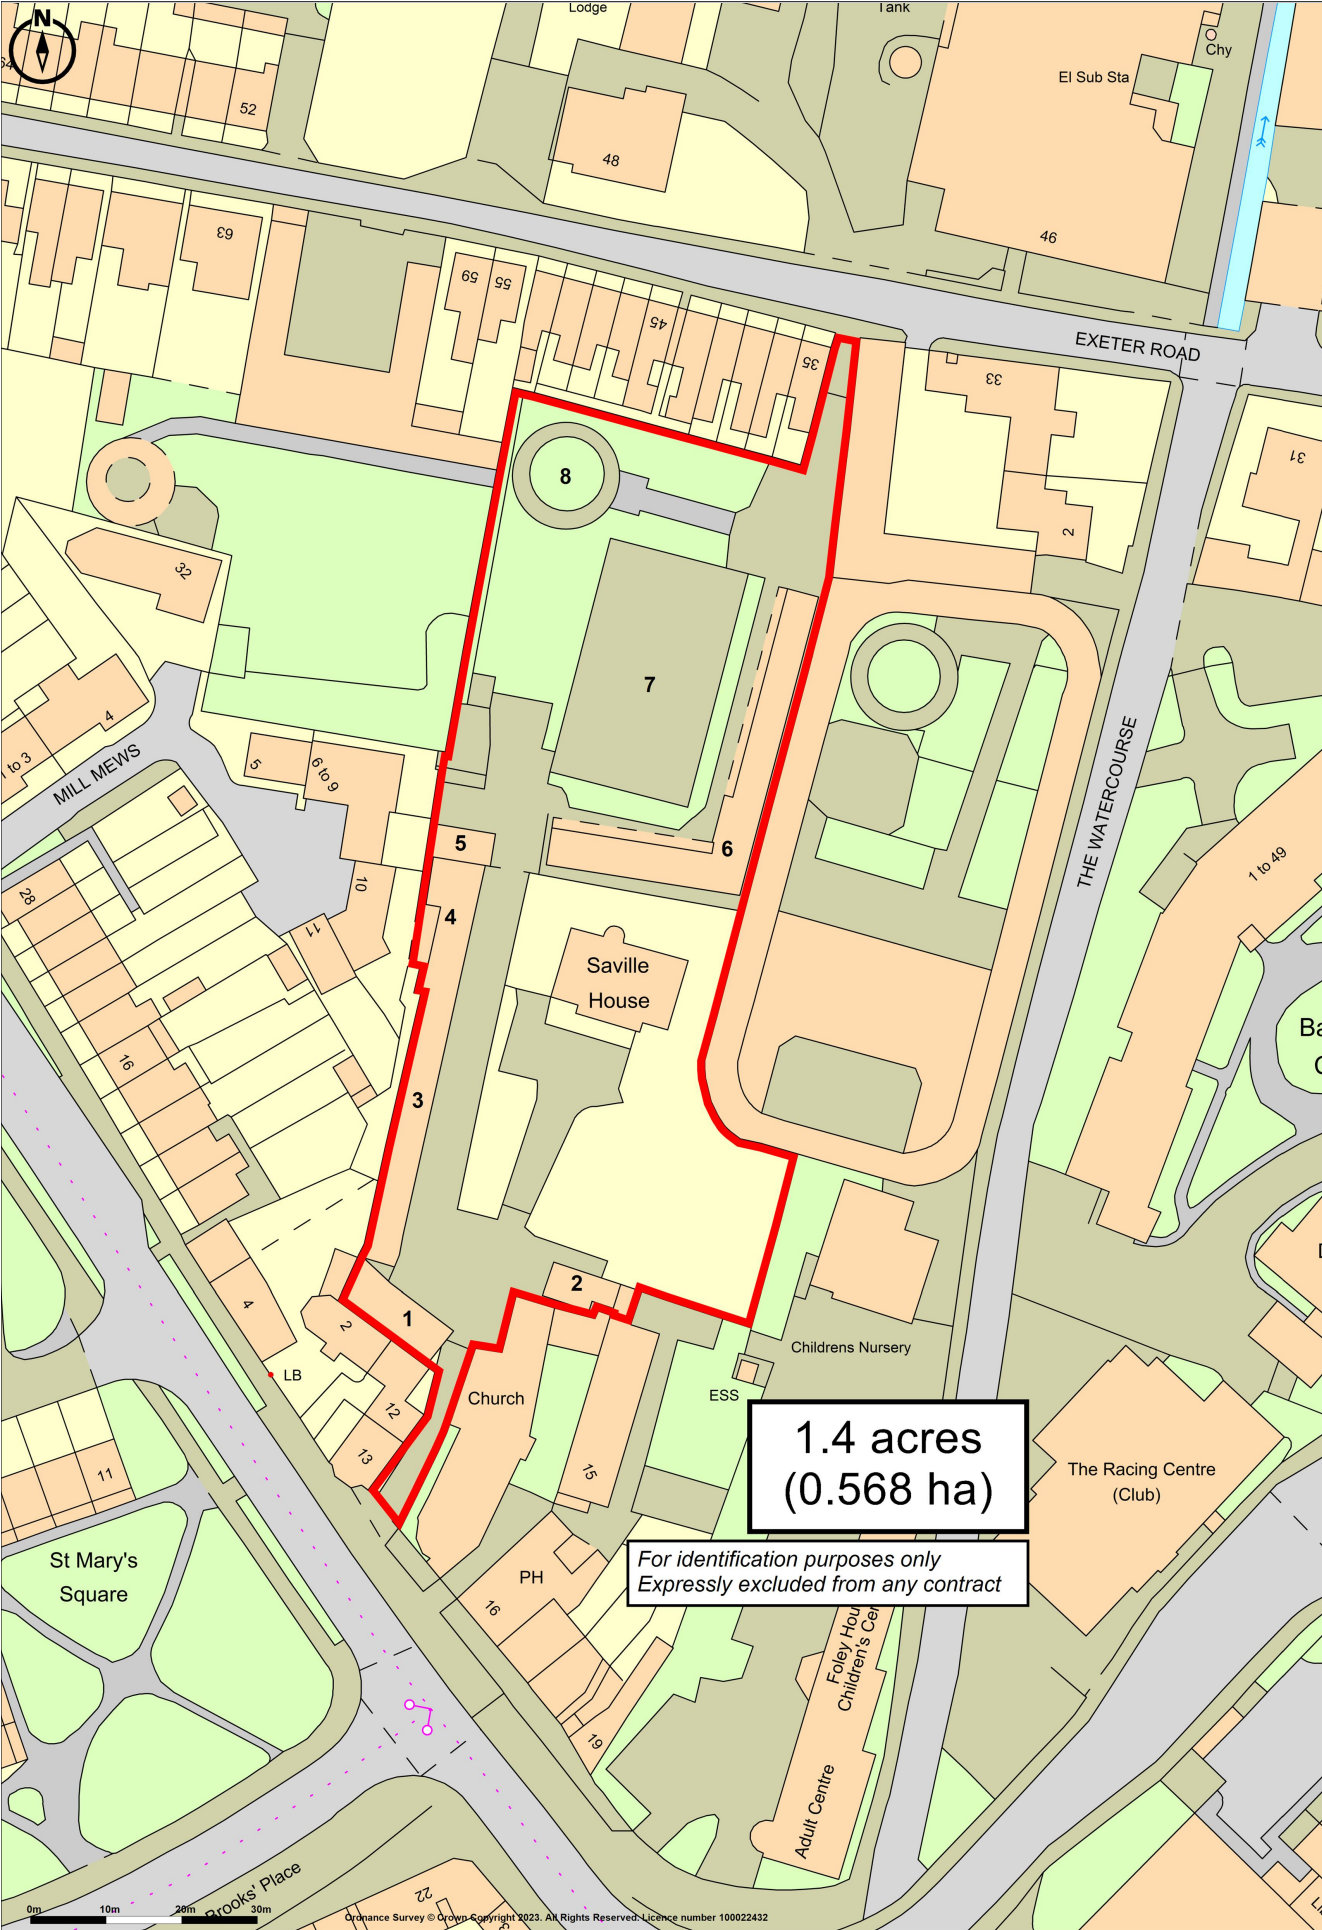 N
Lodge
Tank
Chy
El Sub Sta
52
48
46
63
59
55
45
35
EXETER ROAD
33
31
2
8
32
7
4
1 to 3
MILL MEWS
5
6 to 9
THE WATERCOURSE
6
5
10
4
11
28
1 to 49
Saville
House
16
3
2
1
4
2
LB
12
13
Church
15
Childrens Nursery
ESS
1.4 acres
(0.568 ha)
The Racing Centre
(Club)
11
For identification purposes only
Expressly excluded from any contract
St Mary's
Square
PH
16
19
Children's Cen
Adult Centre
Brooks' Place
22
0m 10m 20m 30m
Ordnance Survey © Crown Copyright 2023. All Rights Reserved. Licence number 100022432